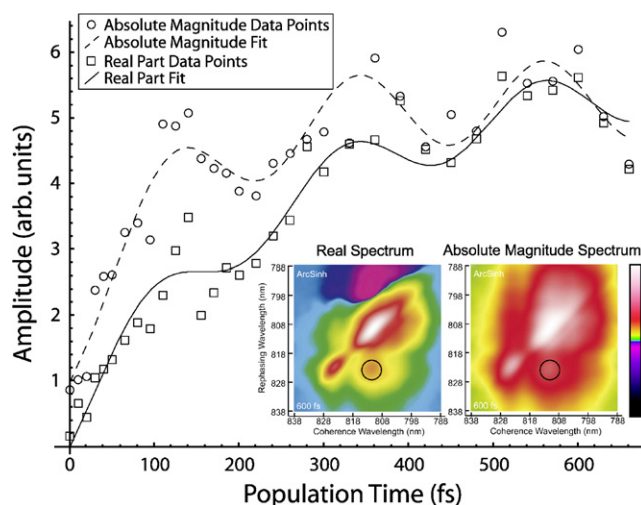 Absolute Magnitude Data Points
Absolute Magnitude Fit
Real Part Data Points
Real Part Fit
Amplitude (arb. units)
6
5
4
3
2
1
0 100 200 300 400 500 600
Population Time (fs)
Real Spectrum
ArcSinh
600 fs
Rephasing Wavelength (nm)
788
798
808
818
828
838
838 828 818 808 798 788
Coherence Wavelength (nm)
Absolute Magnitude Spectrum
ArcSinh
600 fs
788
798
808
818
828
838
838 828 818 808 798 788
Coherence Wavelength (nm)